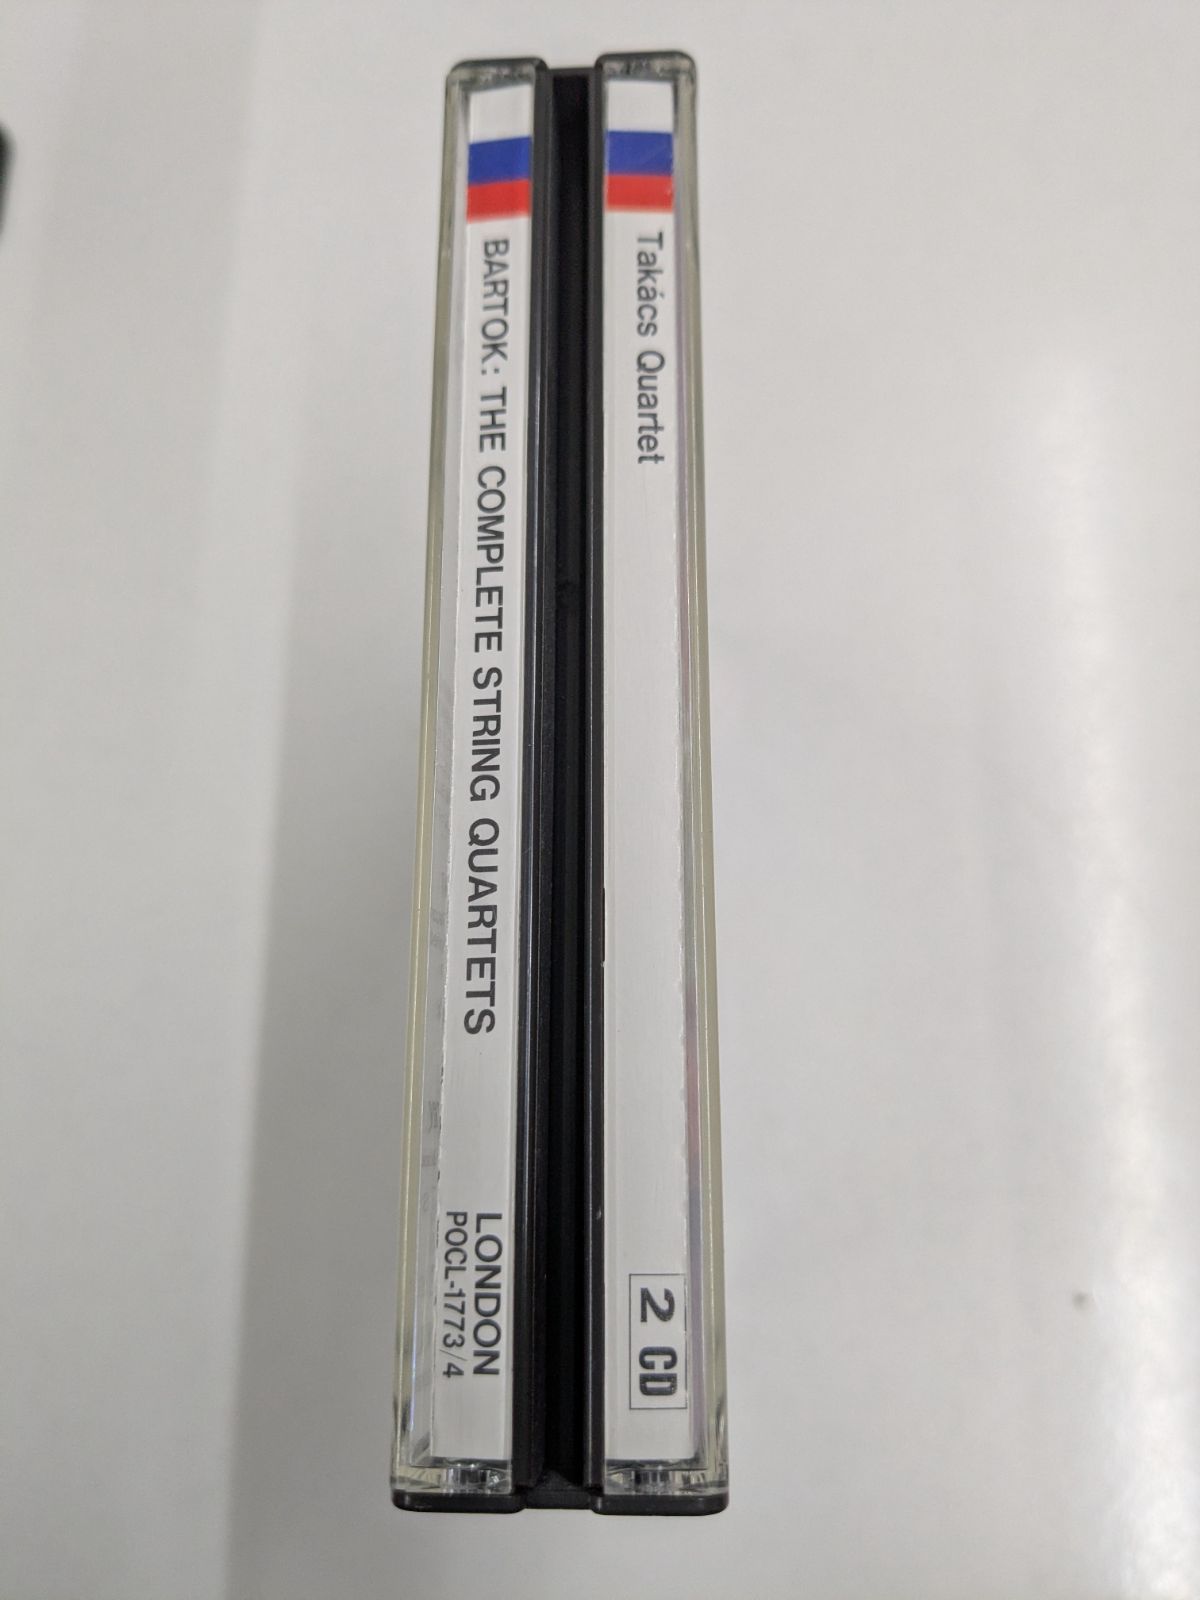 Takács Quartet
2 CD
BARTOK: THE COMPLETE STRING QUARTETS
LONDON
POCL-1773/4